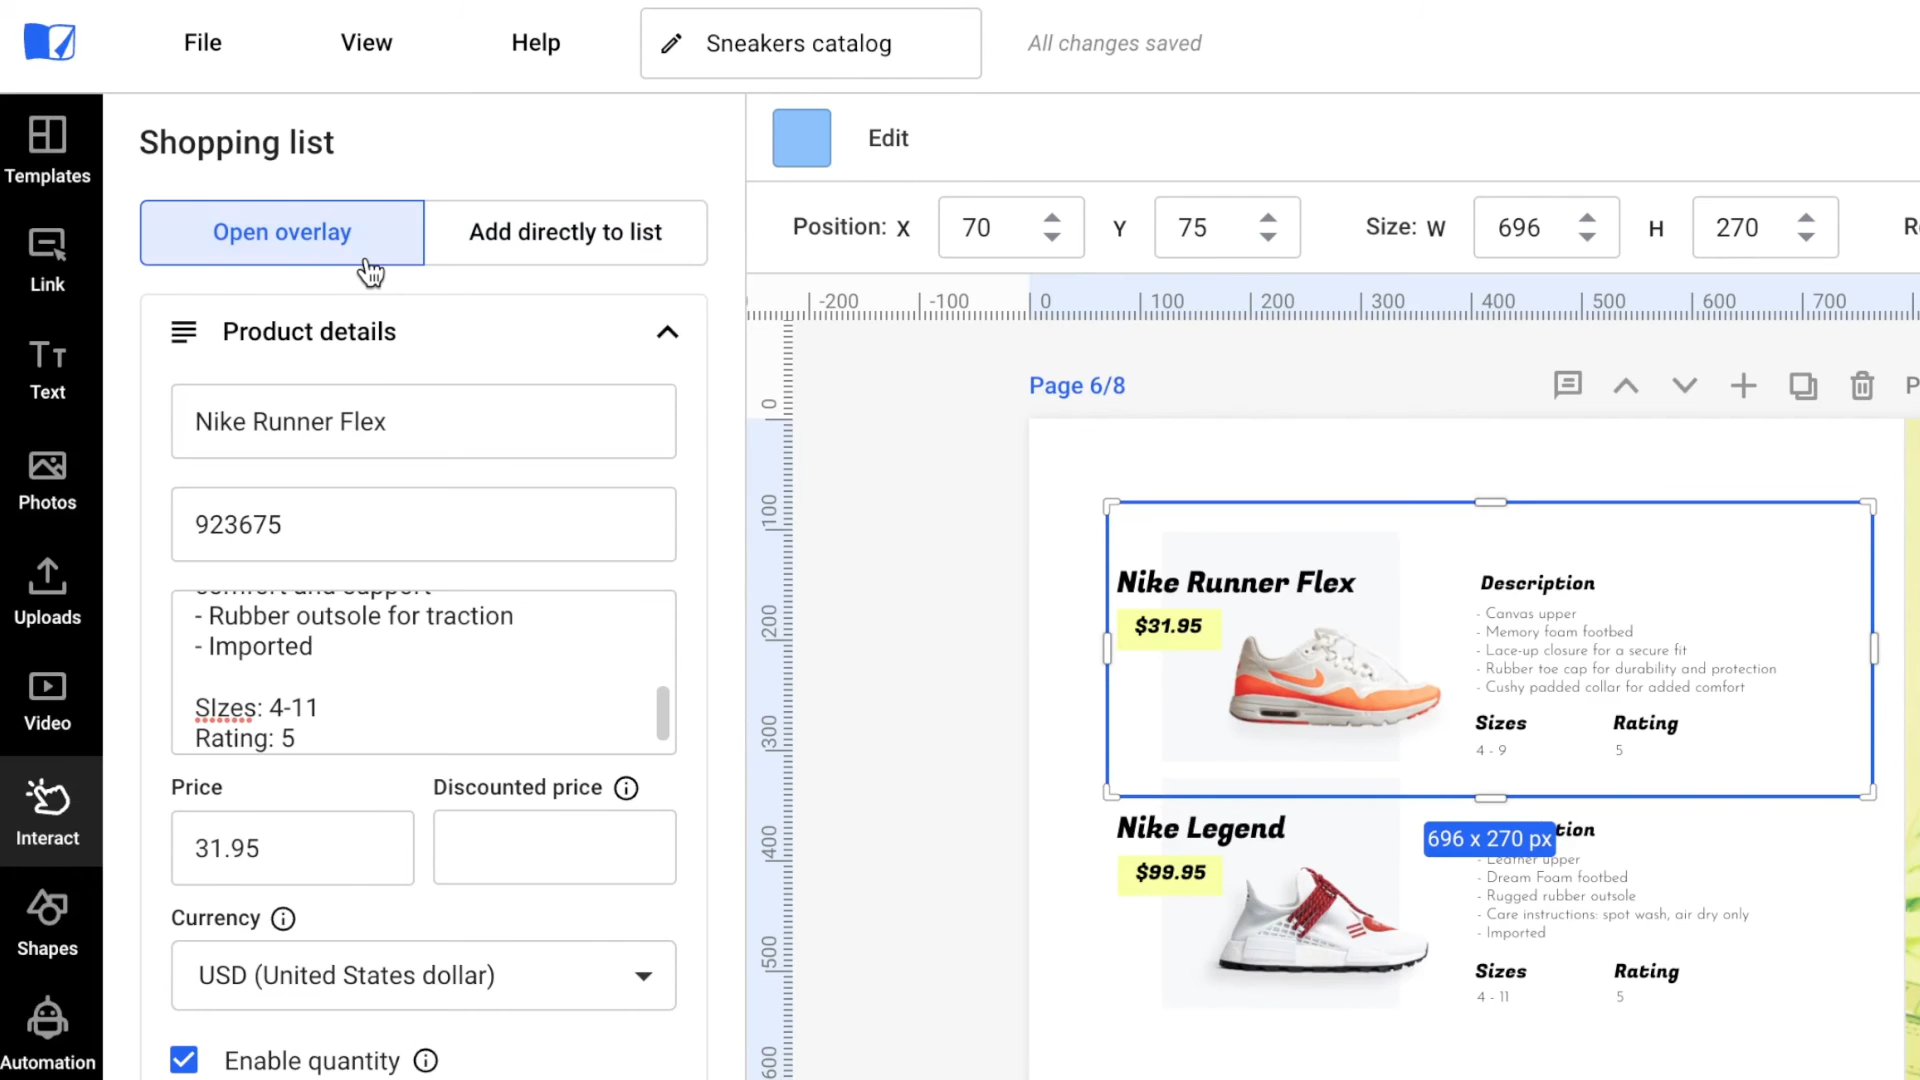 File
View
Help
Sneakers catalog
All changes saved
Templates
Link
Text
Photos
Uploads
Video
Interact
Shapes
Automation
Shopping list
Open overlay
Add directly to list
Product details
Nike Runner Flex
923675
comfort and support
- Rubber outsole for traction
- Imported
SIzes: 4-11
Rating: 5
Price
Discounted price
31.95
Currency
USD (United States dollar)
Enable quantity
Edit
Position: X 70 Y 75 Size: W 696 H 270
-200 -100 0 100 200 300 400 500 600 700
0
100
200
300
400
500
600
Page 6/8
Nike Runner Flex
$31.95
Description
- Canvas upper
- Memory foam footbed
- Lace-up closure for a secure fit
- Rubber toe cap for durability and protection
- Cushy padded collar for added comfort
Sizes
Rating
4 - 9
5
Nike Legend
696 x 270 px
tion
$99.95
- Leather upper
- Dream Foam footbed
- Rugged rubber outsole
- Care instructions: spot wash, air dry only
- Imported
Sizes
Rating
4 - 11
5